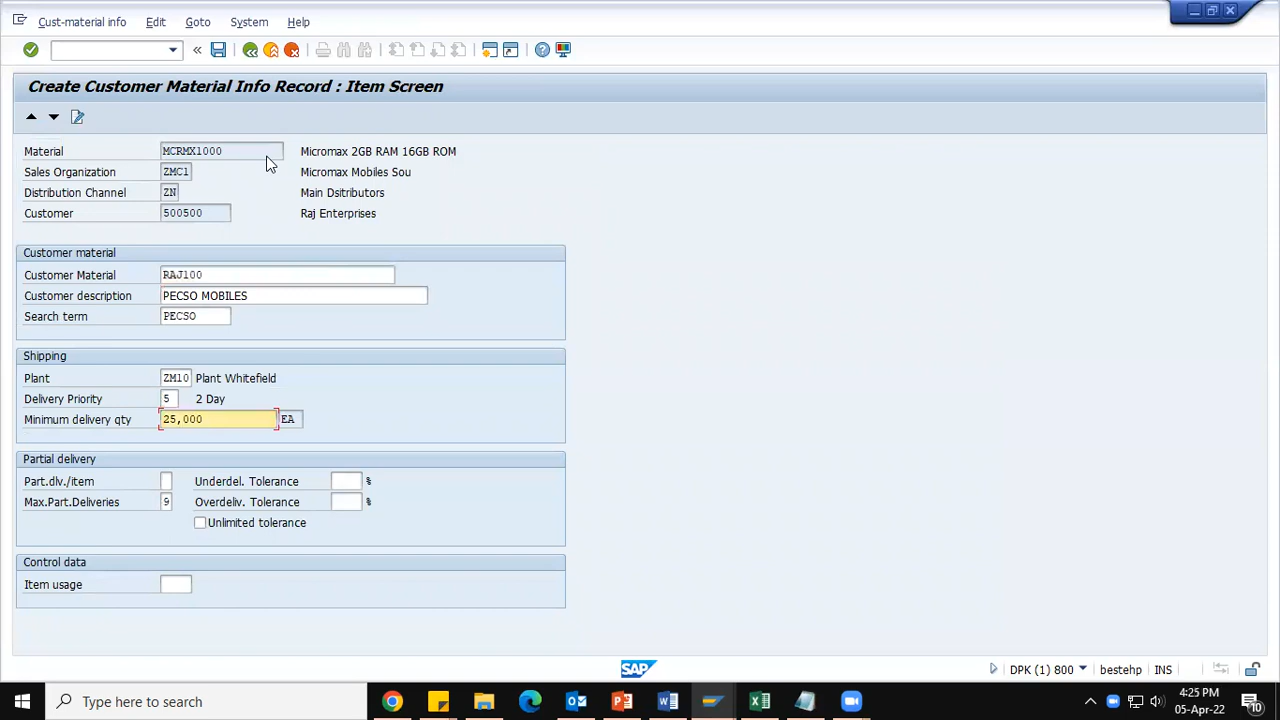 Cust-material info Edit Goto System Help
Create Customer Material Info Record : Item Screen
Material MCRMX1000 Micromax 2GB RAM 16GB ROM
Sales Organization ZMC1 Micromax Mobiles Sou
Distribution Channel ZN Main Dsitributors
Customer 500500 Raj Enterprises
Customer material
Customer Material RAJ100
Customer description PECSO MOBILES
Search term PECSO
Shipping
Plant ZM10 Plant Whitefield
Delivery Priority 5 2 Day
Minimum delivery qty 25,000 EA
Partial delivery
Part.dlv./item Underdel. Tolerance %
Max.Part.Deliveries 9 Overdeliv. Tolerance %
Unlimited tolerance
Control data
Item usage
SAP DPK (1) 800 bestehp INS
Type here to search
4:25 PM
05-Apr-22
10